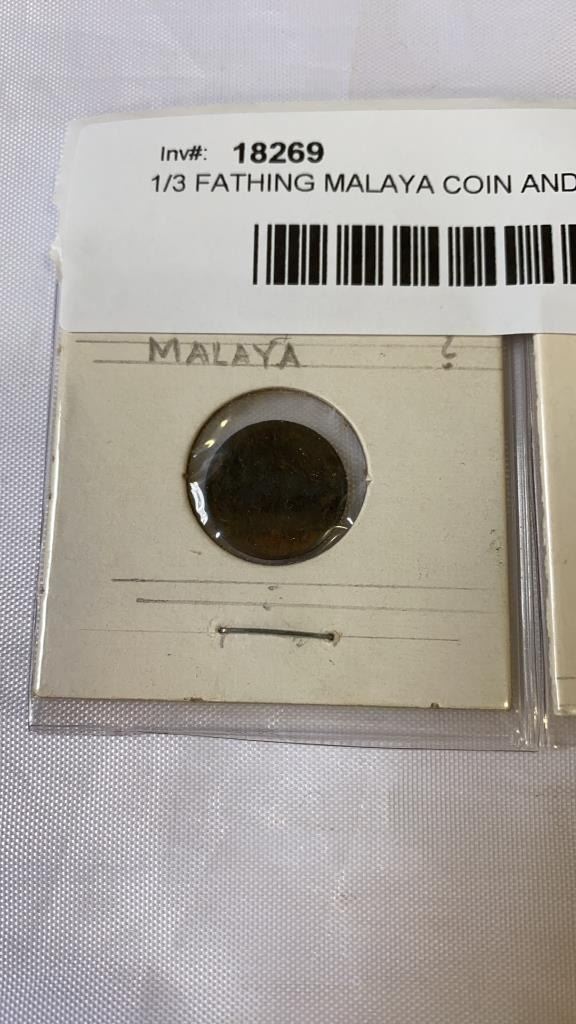 Inv#: 18269
1/3 FATHING MALAYA COIN AND
MALAYA ?